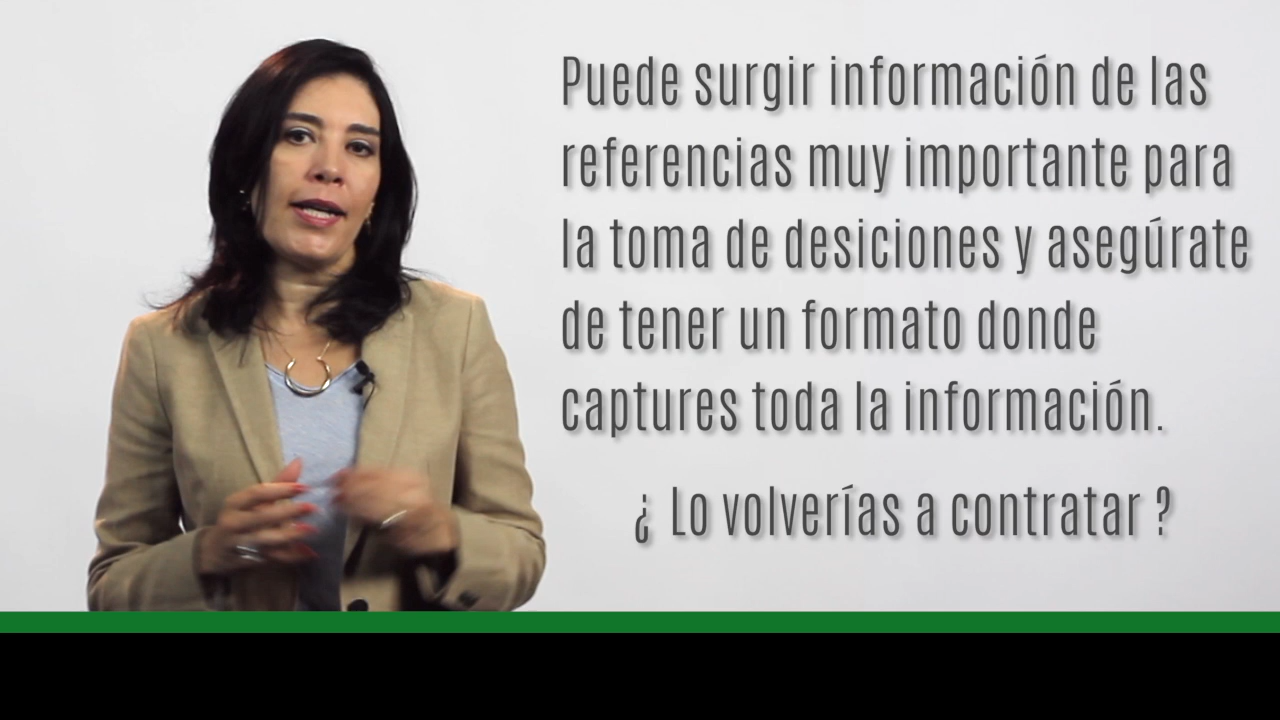 Puede surgir información de las
referencias muy importante para
la toma de desiciones y asegúrate
de tener un formato donde
captures toda la información.
¿ Lo volverías a contratar ?